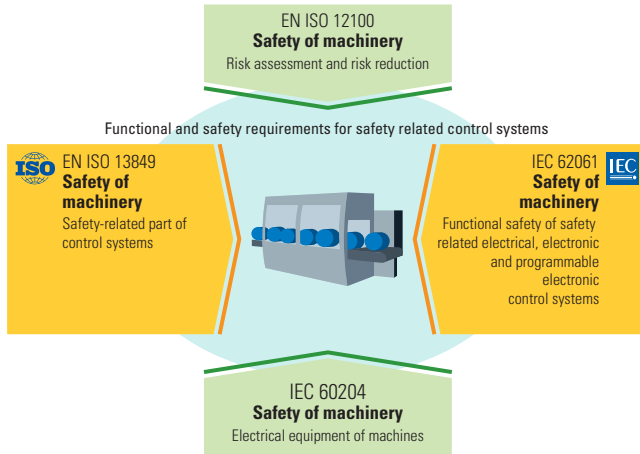 EN ISO 12100
Safety of machinery
Risk assessment and risk reduction
Functional and safety requirements for safety related control systems
ISO
EN ISO 13849
Safety of
machinery
Safety-related part of
control systems
IEC 62061
IEC
Safety of
machinery
Functional safety of safety
related electrical, electronic
and programmable
electronic
control systems
IEC 60204
Safety of machinery
Electrical equipment of machines